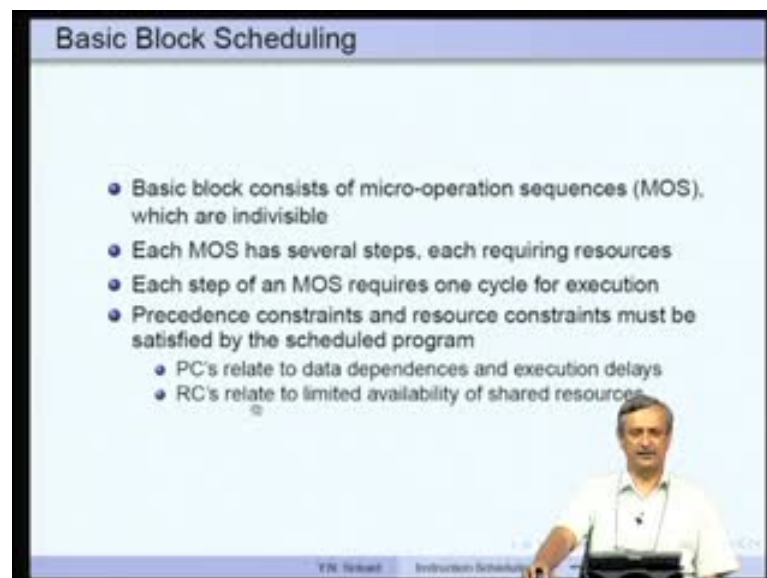 Basic Block Scheduling
Basic block consists of micro-operation sequences (MOS),
which are indivisible
Each MOS has several steps, each requiring resources
Each step of an MOS requires one cycle for execution
Precedence constraints and resource constraints must be
satisfied by the scheduled program
PC's relate to data dependences and execution delays
RC's relate to limited availability of shared resources
Y.N. Srikant Instruction